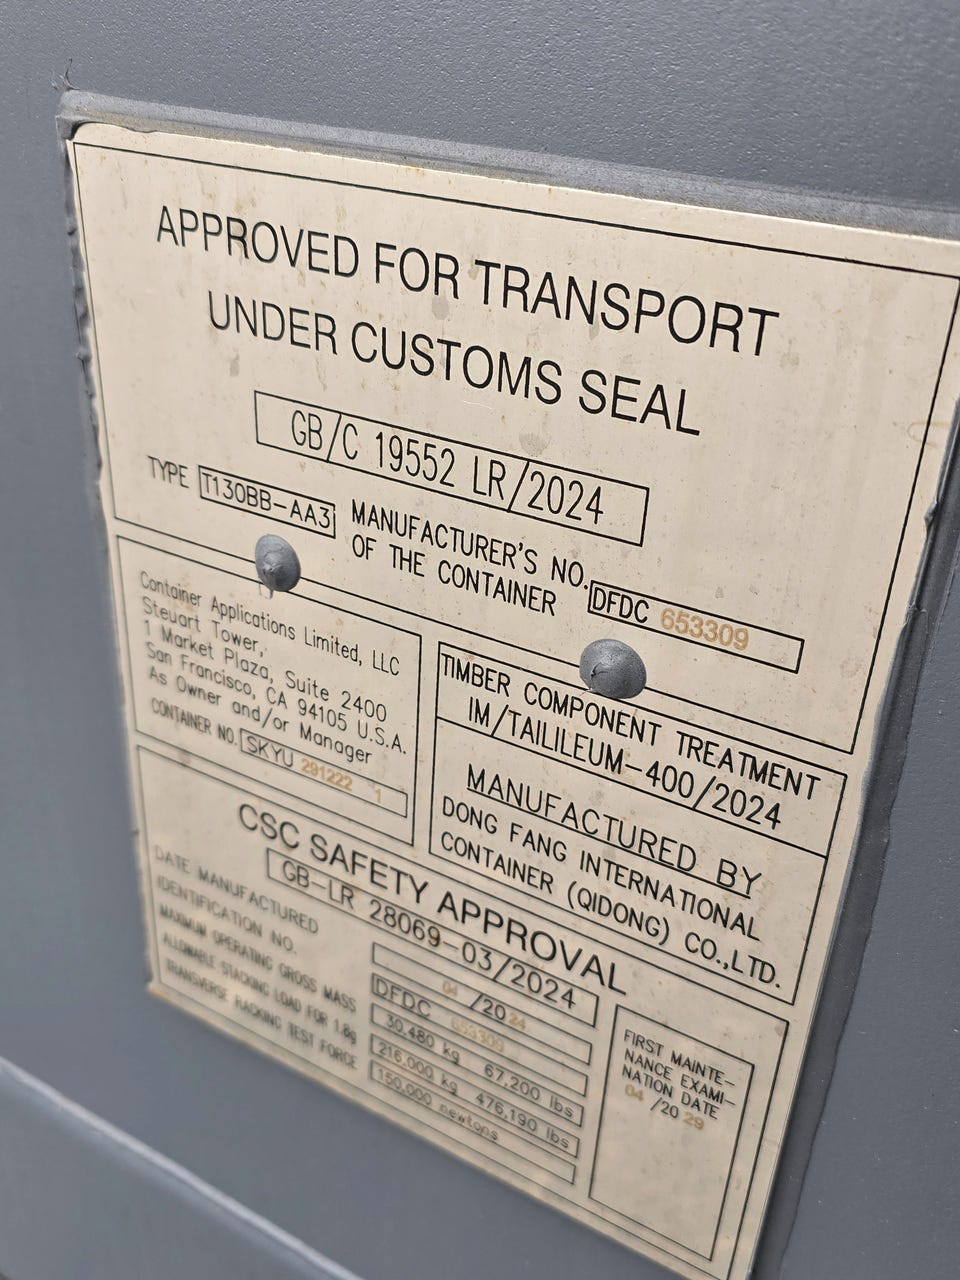 APPROVED FOR TRANSPORT
UNDER CUSTOMS SEAL
GB/C 19552 LR/2024
TYPE T130BB-AA3
MANUFACTURER'S NO.
OF THE CONTAINER
DFDC 653309
Container Applications Limited, LLC
Steuart Tower,
1 Market Plaza, Suite 2400
San Francisco, CA 94105 U.S.A.
As Owner and/or Manager
CONTAINER NO. SKYU 291222 1
TIMBER COMPONENT TREATMENT
IM/TAILILEUM-400/2024
MANUFACTURED BY
DONG FANG INTERNATIONAL
CONTAINER (QIDONG) CO.,LTD.
CSC SAFETY APPROVAL
GB-LR 28069-03/2024
DATE MANUFACTURED 04 /2024
IDENTIFICATION NO. DFDC 653309
MAXIMUM OPERATING GROSS MASS 30,480 kg 67,200 lbs
ALLOWABLE STACKING LOAD FOR 1.8g 216,000 kg 476,190 lbs
TRANSVERSE RACKING TEST FORCE 150,000 newtons
FIRST MAINTE-
NANCE EXAMI-
NATION DATE
04 /20 29